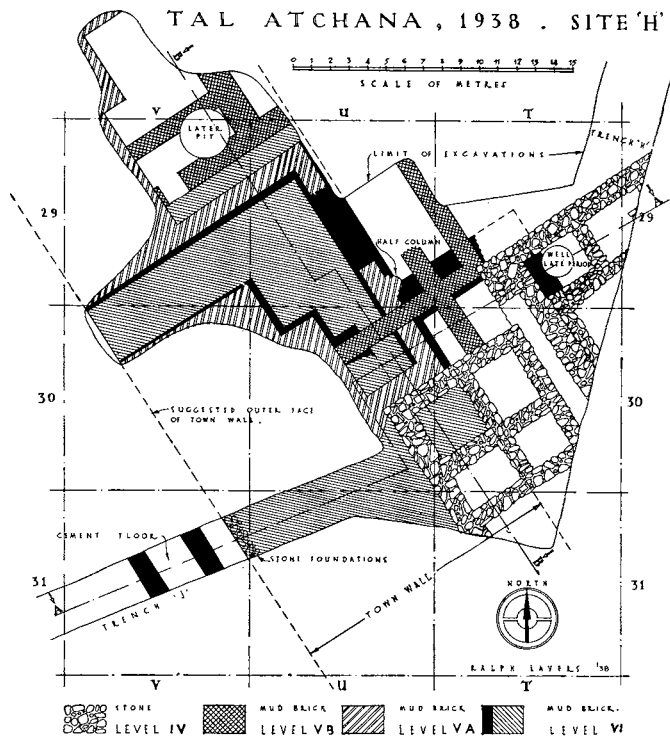 TAL ATCHANA, 1938. SITE 'H'
0 1 2 3 4 5 6 7 8 9 10 11 12 13 14 15
SCALE OF METRES
V U T
LATER PIT
LIMIT OF EXCAVATIONS
TRENCH 'H'
A
29 29
HALF COLUMN
WELL LATE PERIOD
30 30
SUGGESTED OUTER FACE
OF TOWN WALL.
CEMENT FLOOR
STONE FOUNDATIONS
31 31
A
TRENCH 'J'
TOWN WALL
NORTH
RALPH LAVERS '38
V U T
STONE
LEVEL IV
MUD BRICK
LEVEL VB
MUD BRICK
LEVEL VA
MUD BRICK.
LEVEL VI